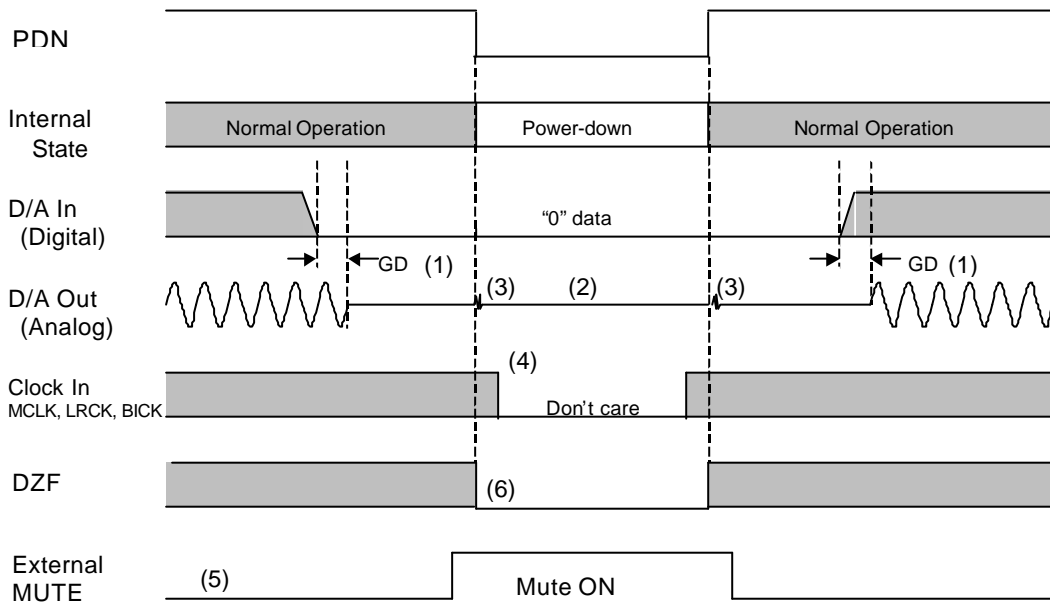 PDN
Internal
State
Normal Operation
Power-down
Normal Operation
D/A In
(Digital)
“0” data
GD (1)
GD (1)
D/A Out
(Analog)
(3)
(2)
(3)
Clock In
MCLK, LRCK, BICK
(4)
Don't care
DZF
(6)
External
MUTE
(5)
Mute ON